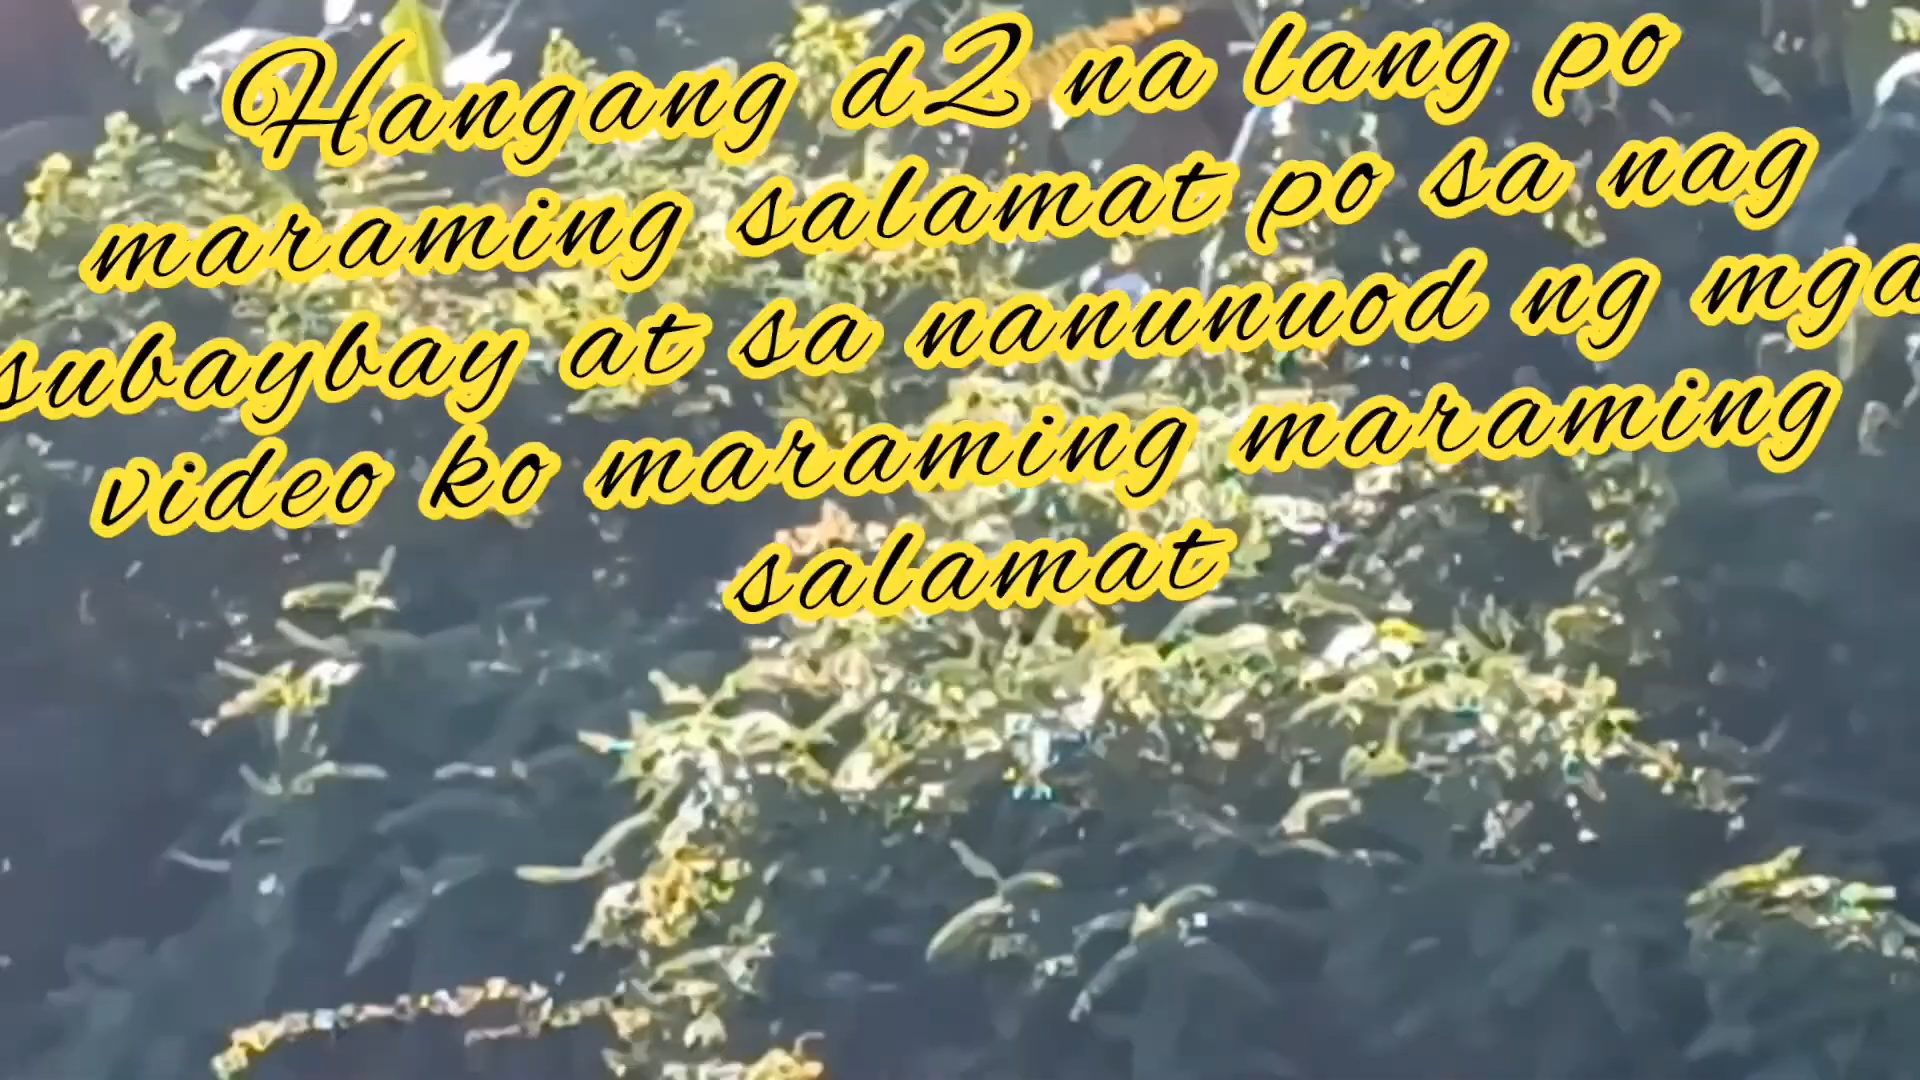 Hangang d2 na lang po
maraming salamat po sa nag
subaybay at sa nanunuod ng mga
video ko maraming maraming
salamat